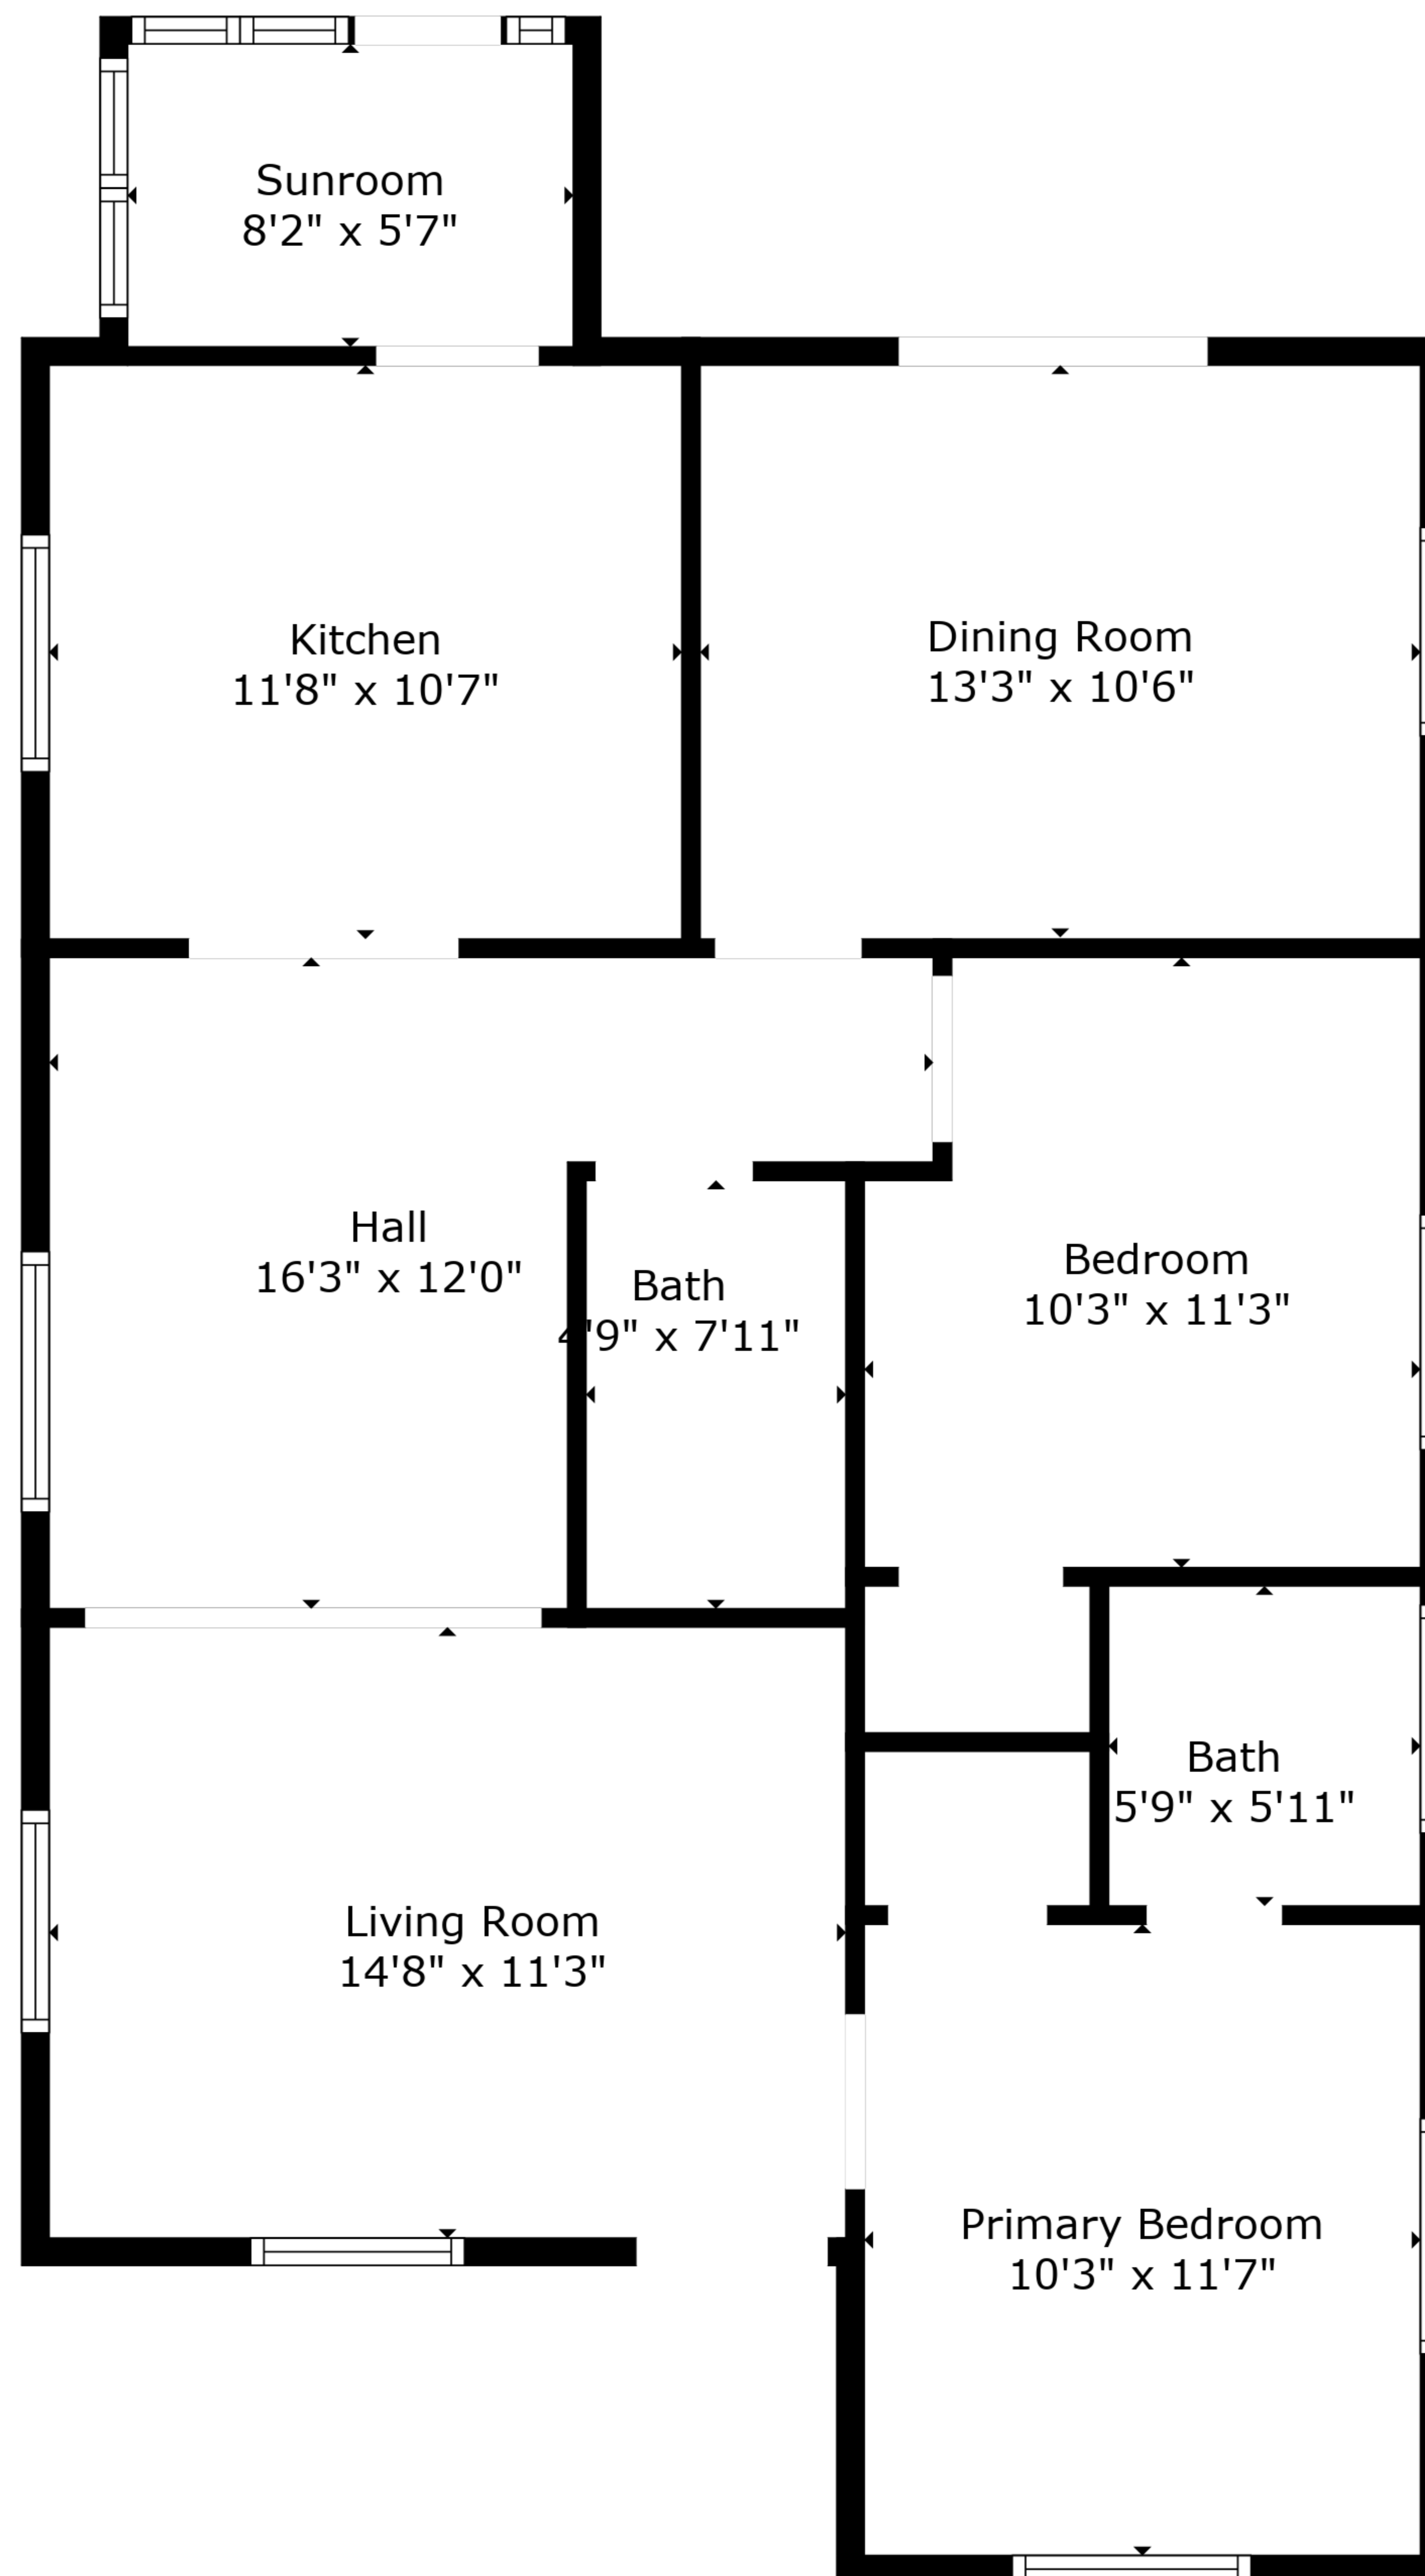 Sunroom
8'2" x 5'7"
Kitchen
11'8" x 10'7"
Dining Room
13'3" x 10'6"
Hall
16'3" x 12'0"
Bath
4'9" x 7'11"
Bedroom
10'3" x 11'3"
Bath
5'9" x 5'11"
Living Room
14'8" x 11'3"
Primary Bedroom
10'3" x 11'7"